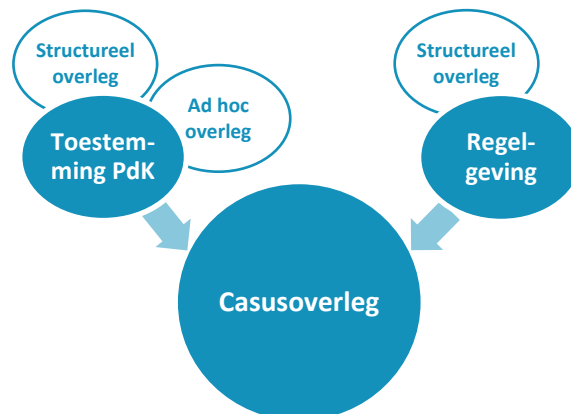 Structureel
overleg
Ad hoc
overleg
Toestem-
ming PdK
Structureel
overleg
Regel-
geving
Casusoverleg